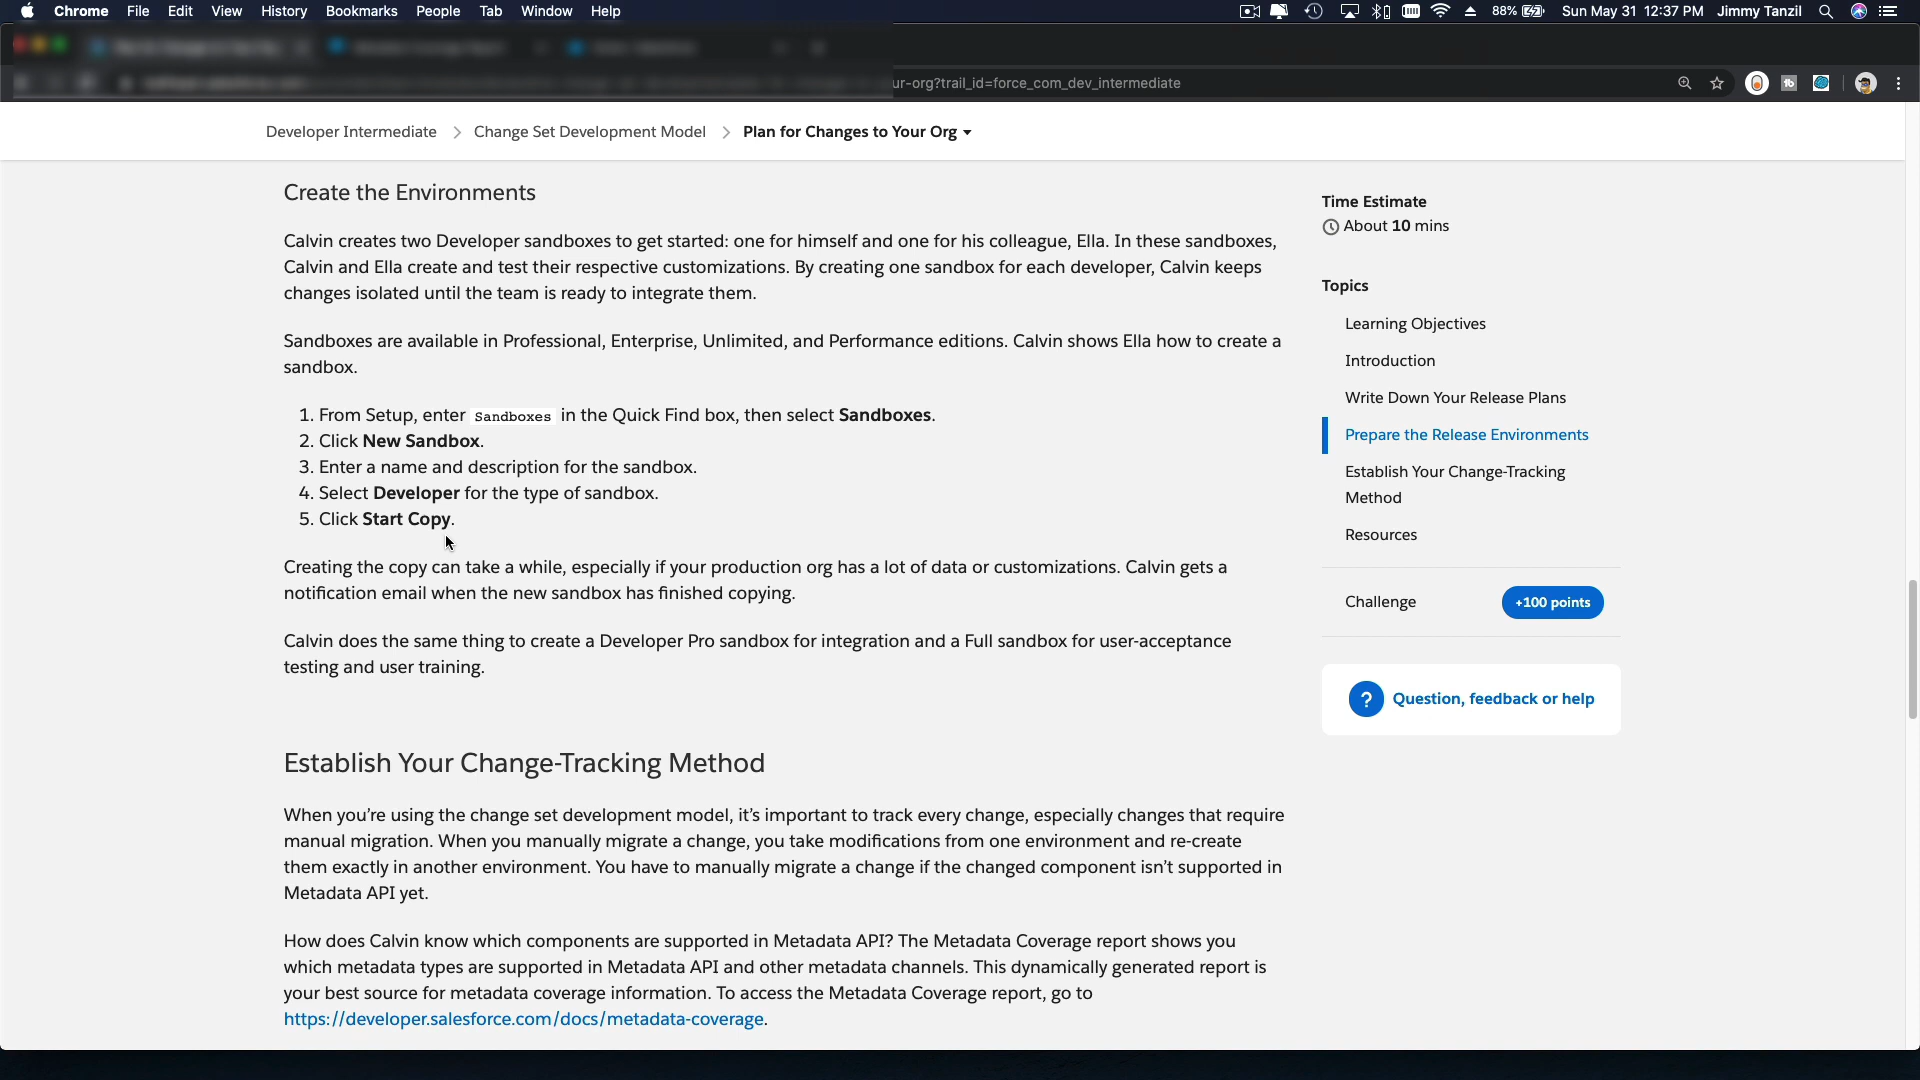 Chrome File Edit View History Bookmarks People Tab Window Help 88% Sun May 31 12:37 PM Jimmy Tanzil
ur-org?trail_id=force_com_dev_intermediate
Developer Intermediate > Change Set Development Model > Plan for Changes to Your Org
Create the Environments
Calvin creates two Developer sandboxes to get started: one for himself and one for his colleague, Ella. In these sandboxes,
Calvin and Ella create and test their respective customizations. By creating one sandbox for each developer, Calvin keeps
changes isolated until the team is ready to integrate them.
Sandboxes are available in Professional, Enterprise, Unlimited, and Performance editions. Calvin shows Ella how to create a
sandbox.
1. From Setup, enter Sandboxes in the Quick Find box, then select Sandboxes.
2. Click New Sandbox.
3. Enter a name and description for the sandbox.
4. Select Developer for the type of sandbox.
5. Click Start Copy.
Creating the copy can take a while, especially if your production org has a lot of data or customizations. Calvin gets a
notification email when the new sandbox has finished copying.
Calvin does the same thing to create a Developer Pro sandbox for integration and a Full sandbox for user-acceptance
testing and user training.
Establish Your Change-Tracking Method
When you're using the change set development model, it's important to track every change, especially changes that require
manual migration. When you manually migrate a change, you take modifications from one environment and re-create
them exactly in another environment. You have to manually migrate a change if the changed component isn't supported in
Metadata API yet.
How does Calvin know which components are supported in Metadata API? The Metadata Coverage report shows you
which metadata types are supported in Metadata API and other metadata channels. This dynamically generated report is
your best source for metadata coverage information. To access the Metadata Coverage report, go to
https://developer.salesforce.com/docs/metadata-coverage.
Time Estimate
About 10 mins
Topics
Learning Objectives
Introduction
Write Down Your Release Plans
Prepare the Release Environments
Establish Your Change-Tracking
Method
Resources
Challenge +100 points
? Question, feedback or help